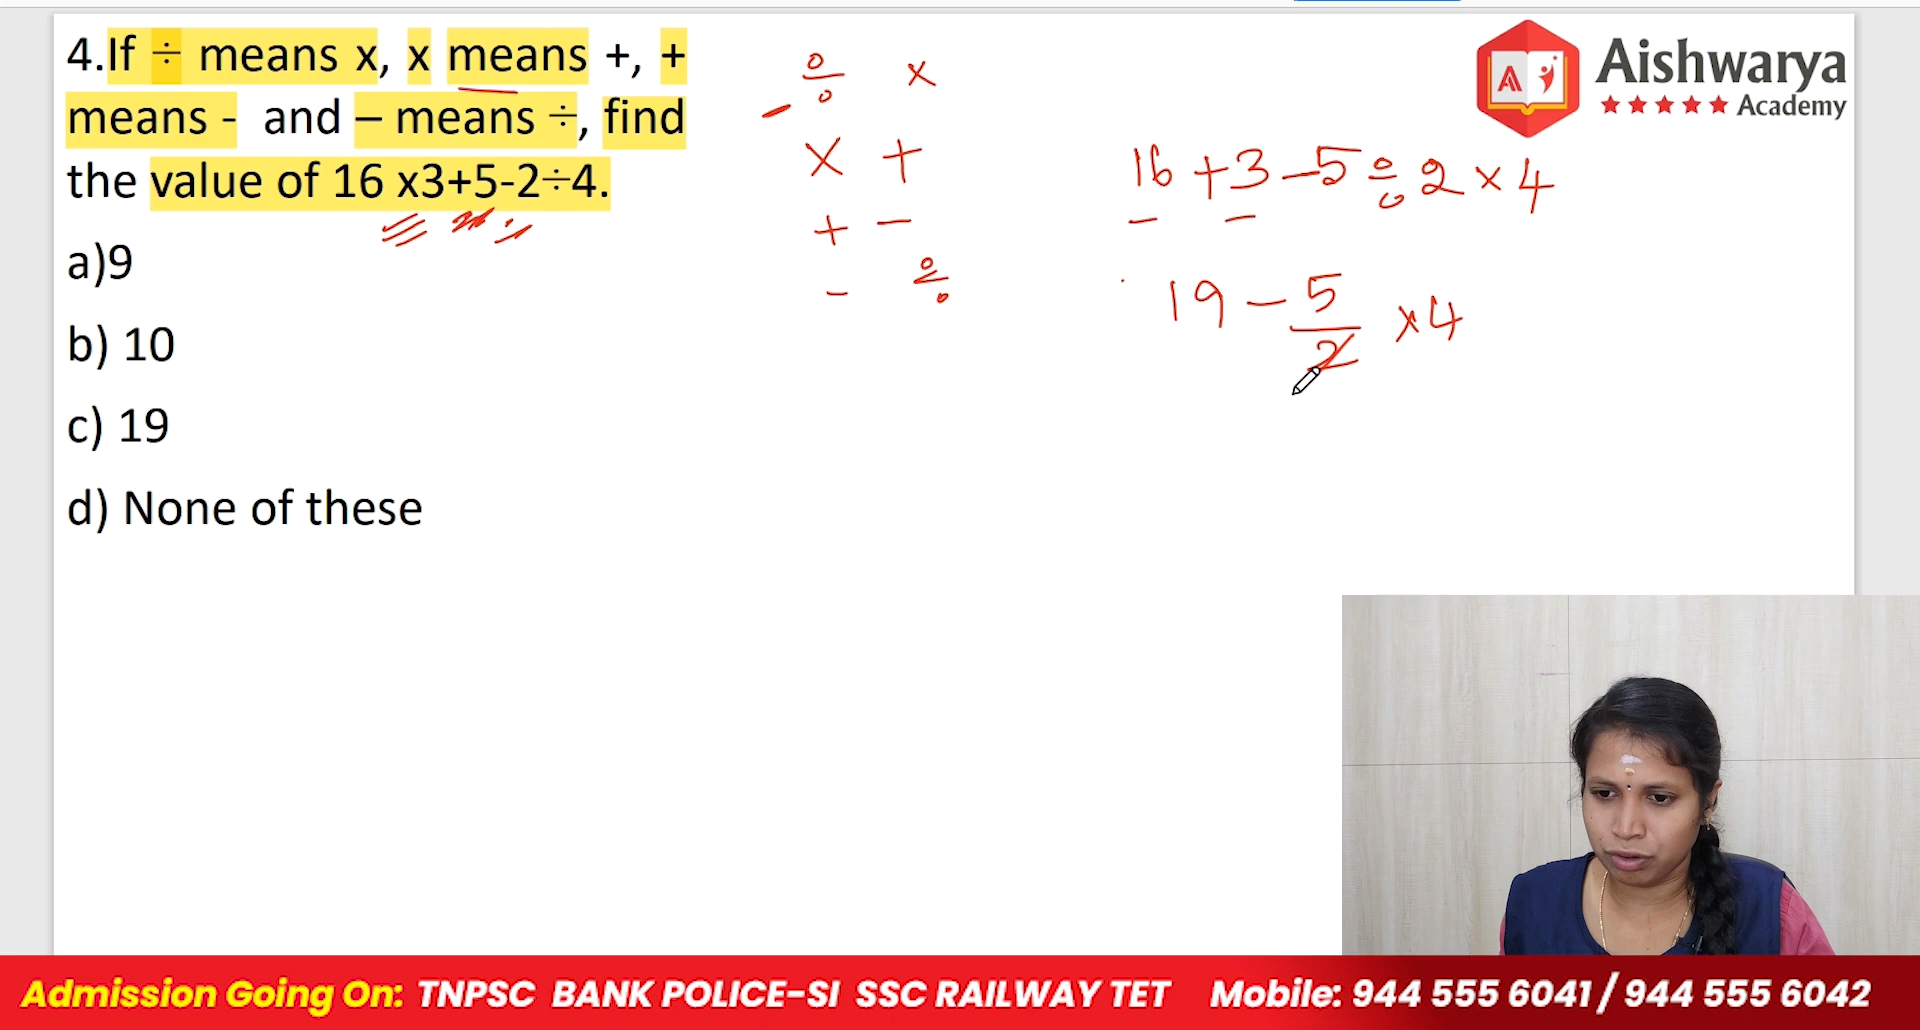 4.If ÷ means x, x means +, +
means - and – means ÷, find
the value of 16 x3+5-2÷4.
a)9
b) 10
c) 19
d) None of these
÷ x
-
x +
+ -
- ÷
16 + 3 - 5 ÷ 2 × 4
19 - 5/2 × 4
Aishwarya
Academy
Admission Going On: TNPSC BANK POLICE-SI SSC RAILWAY TET Mobile: 944 555 6041 / 944 555 6042